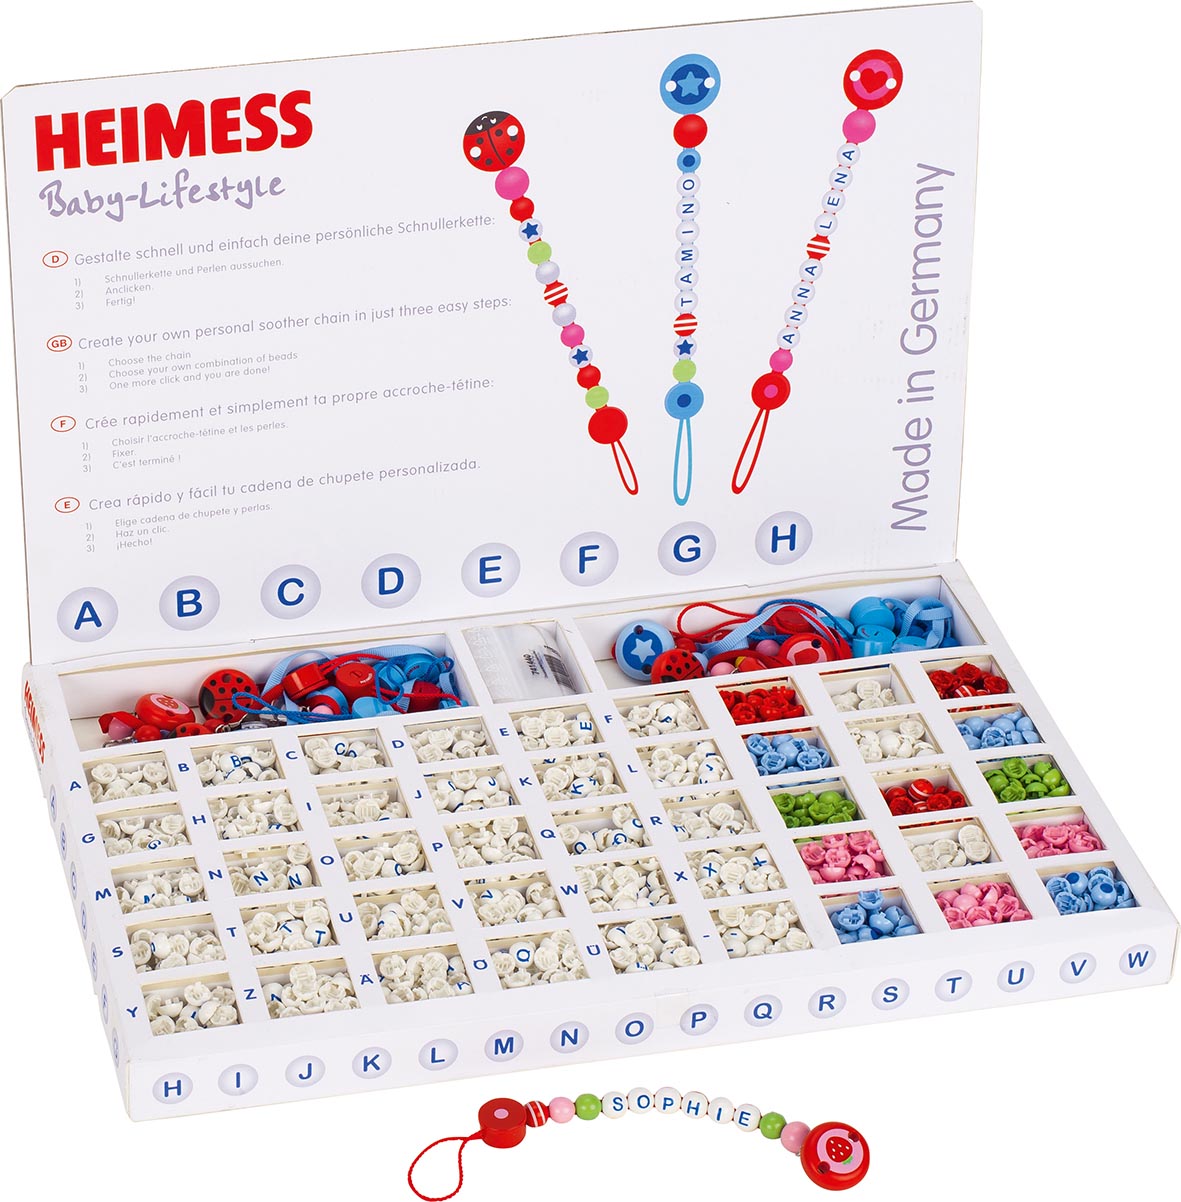 HEIMESS
Baby-Lifestyle
D Gestalte schnell und einfach deine persönliche Schnullerkette:
1) Schnullerkette und Perlen aussuchen.
2) Anclicken.
3) Fertig!
GB Create your own personal soother chain in just three easy steps:
1) Choose the chain
2) Choose your own combination of beads
3) One more click and you are done!
F Crée rapidement et simplement ta propre accroche-tétine:
1) Choisir l'accroche-tétine et les perles.
2) Fixer.
3) C'est terminé !
E Crea rápido y fácil tu cadena de chupete personalizada.
1) Elige cadena de chupete y perlas.
2) Haz un clic.
3) ¡Hecho!
TAMINO
ANNA LENA
Made in Germany
A B C D E F G H
HEIMESS
A B C D E F
G H I J K L
M N O P Q R
S T U V W X
Y Z Ä Ö Ü -
H I J K L M N O P Q R S T U V W
SOPHIE